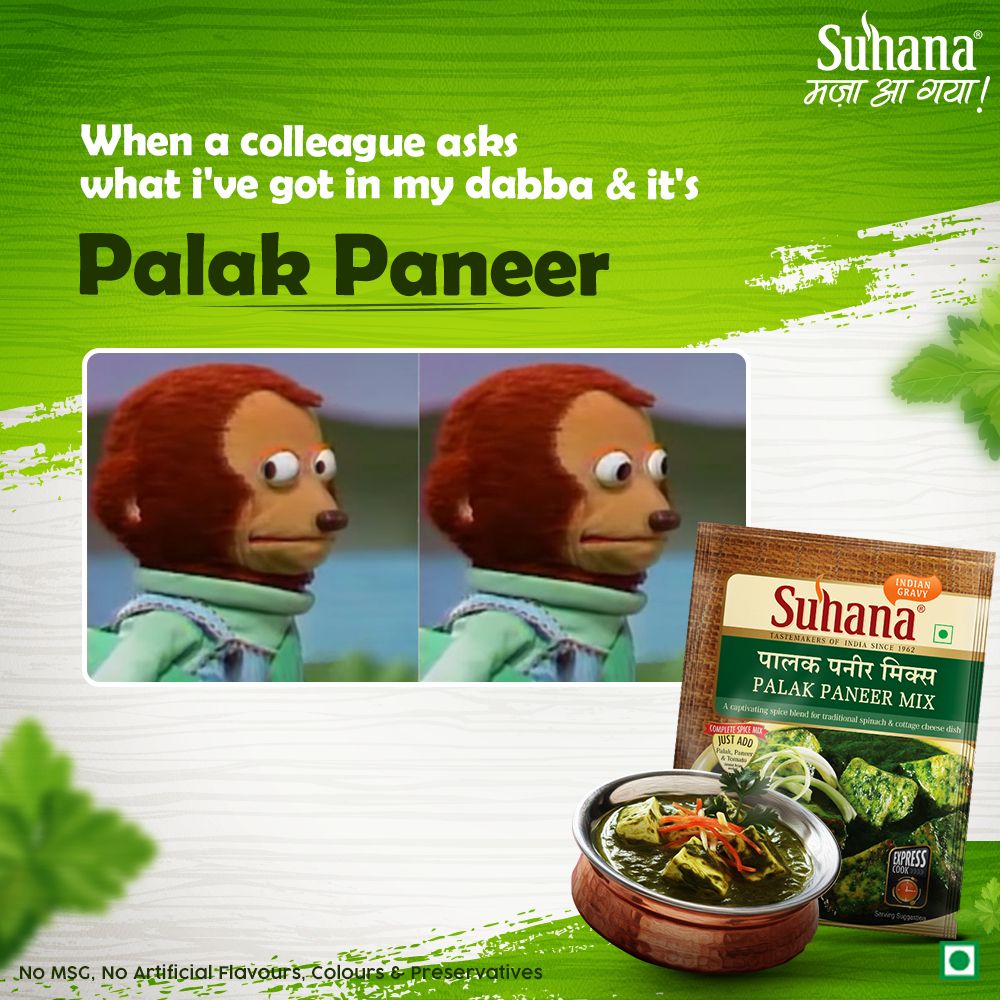 Suhana®
मज़ा आ गया!
When a colleague asks
what i've got in my dabba & it's
Palak Paneer
INDIAN
GRAVY
Suhana®
TASTEMAKERS OF INDIA SINCE 1962
पालक पनीर मिक्स
PALAK PANEER MIX
A captivating spice blend for traditional spinach & cottage cheese dish
COMPLETE SPICE MIX
JUST ADD
Palak, Paneer
& Tomato
EXPRESS
COOK
Serving Suggestion
No MSG, No Artificial Flavours, Colours & Preservatives